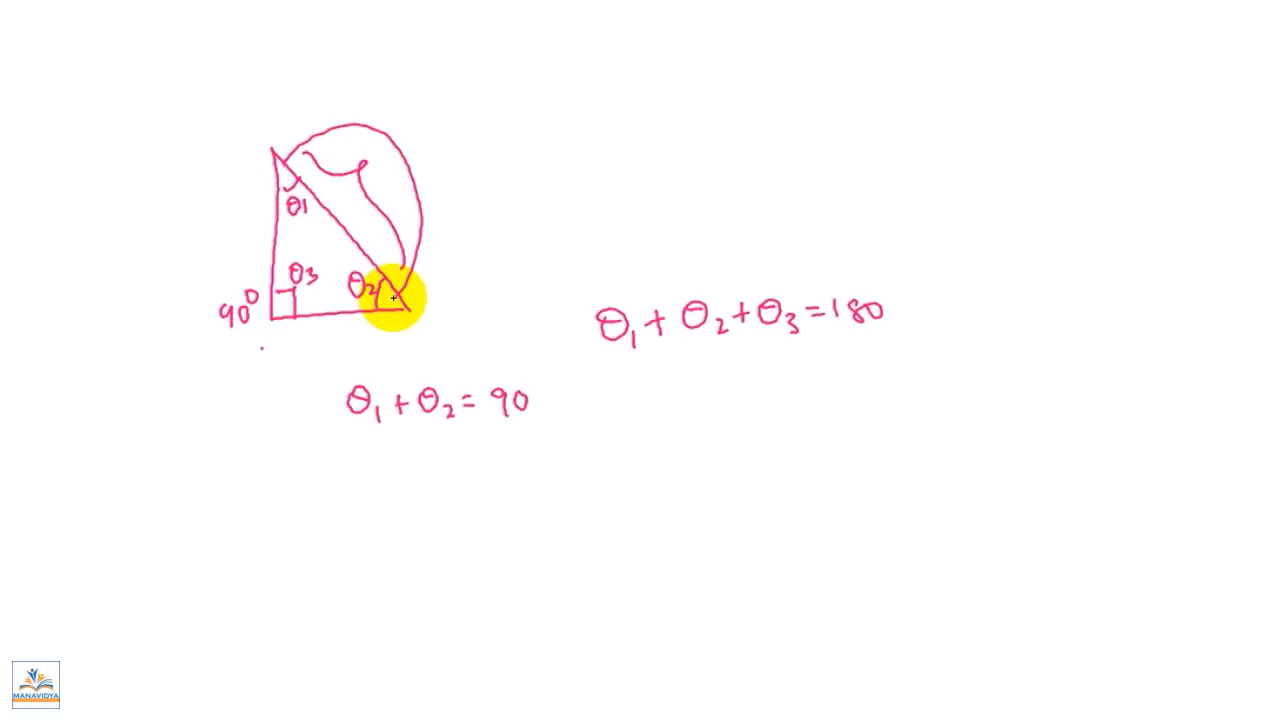 θ1
θ3
θ2
90°
θ₁ + θ₂ + θ₃ = 180
θ₁ + θ₂ = 90
MANAVIDYA